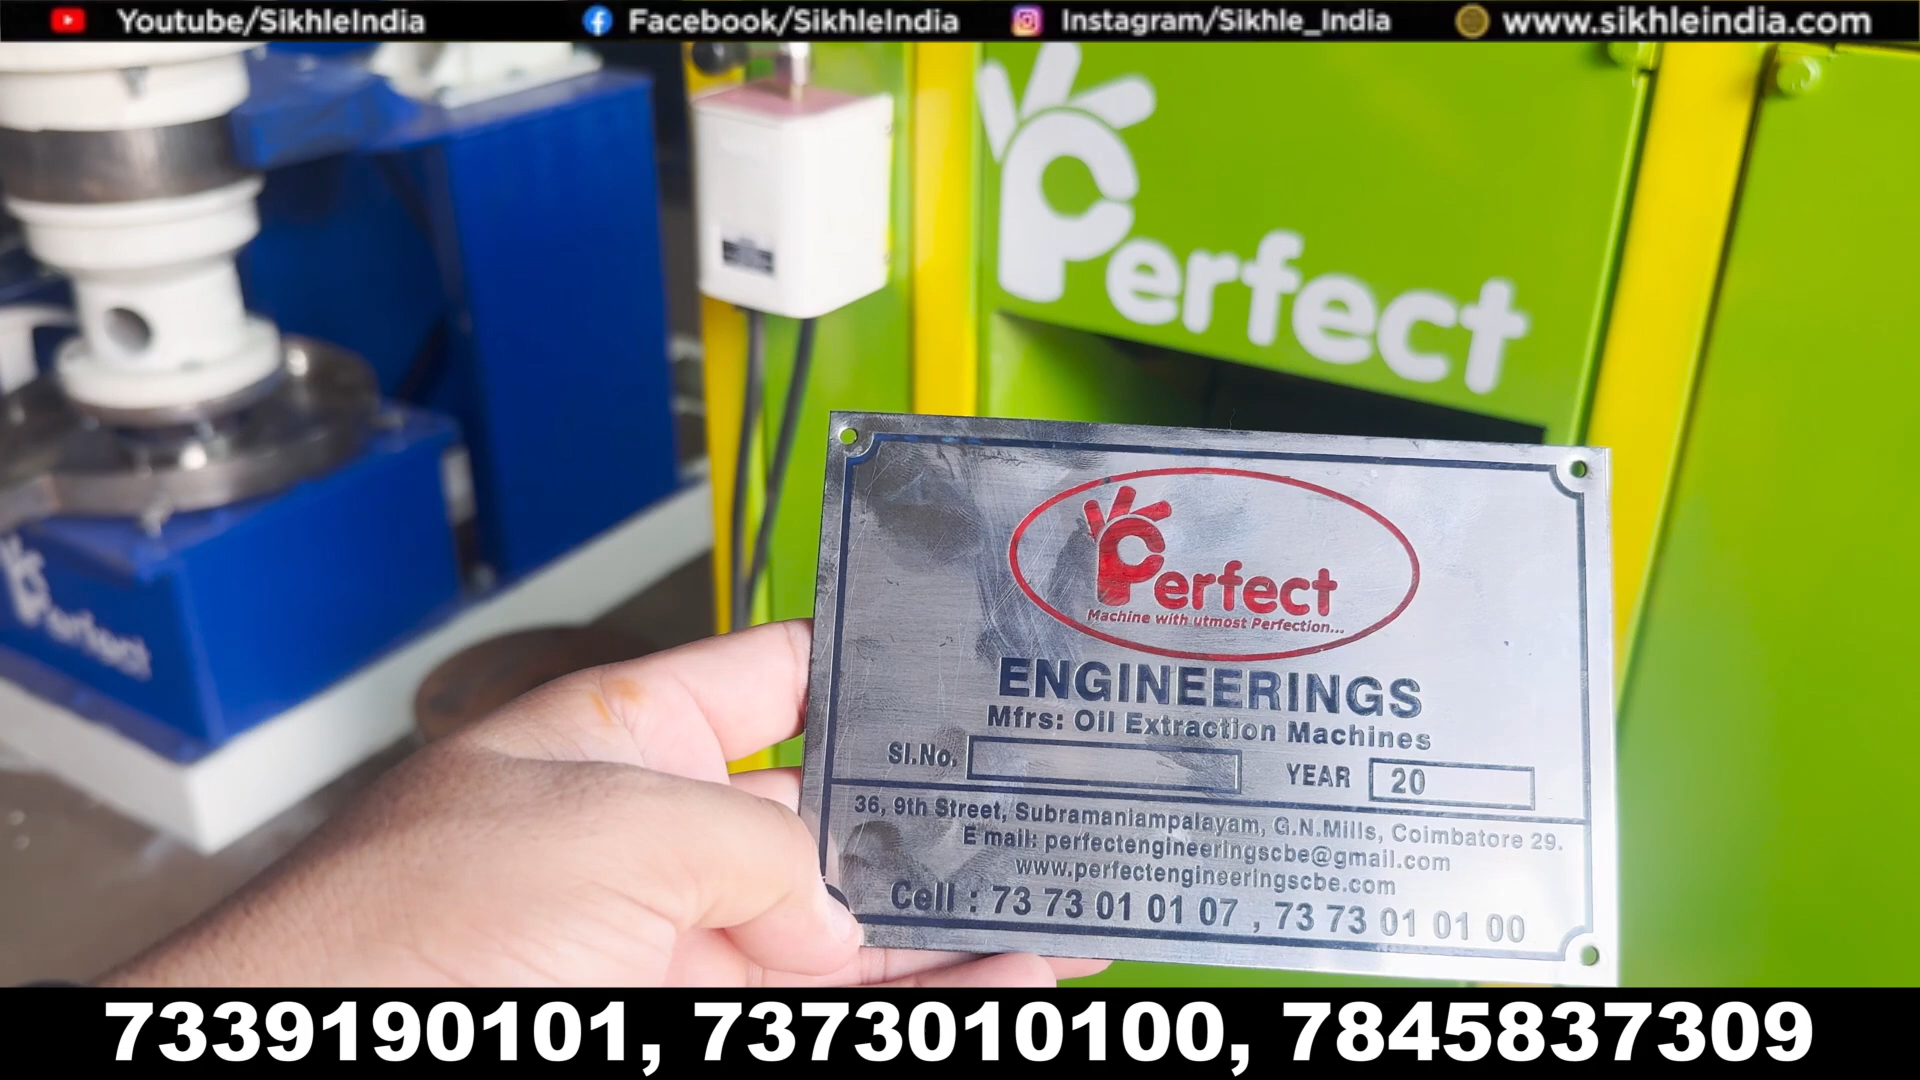 Youtube/SikhleIndia
Facebook/SikhleIndia
Instagram/Sikhle_India
www.sikhleindia.com
Perfect
Perfect
Perfect
Machine with utmost Perfection...
ENGINEERINGS
Mfrs: Oil Extraction Machines
Sl.No.
YEAR 20
36, 9th Street, Subramaniampalayam, G.N.Mills, Coimbatore 29.
E mail: perfectengineeringscbe@gmail.com
www.perfectengineeringscbe.com
Cell : 73 73 01 01 07 , 73 73 01 01 00
7339190101, 7373010100, 7845837309